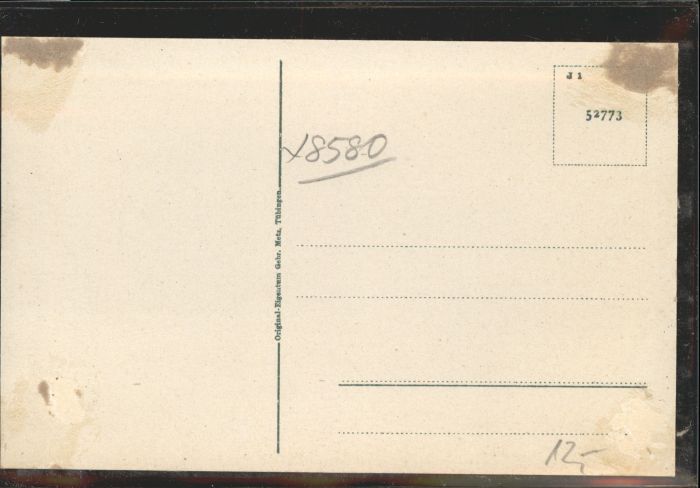 J 1
52773
x8580
Original-Eigentum Gebr. Metz, Tübingen.
12,-